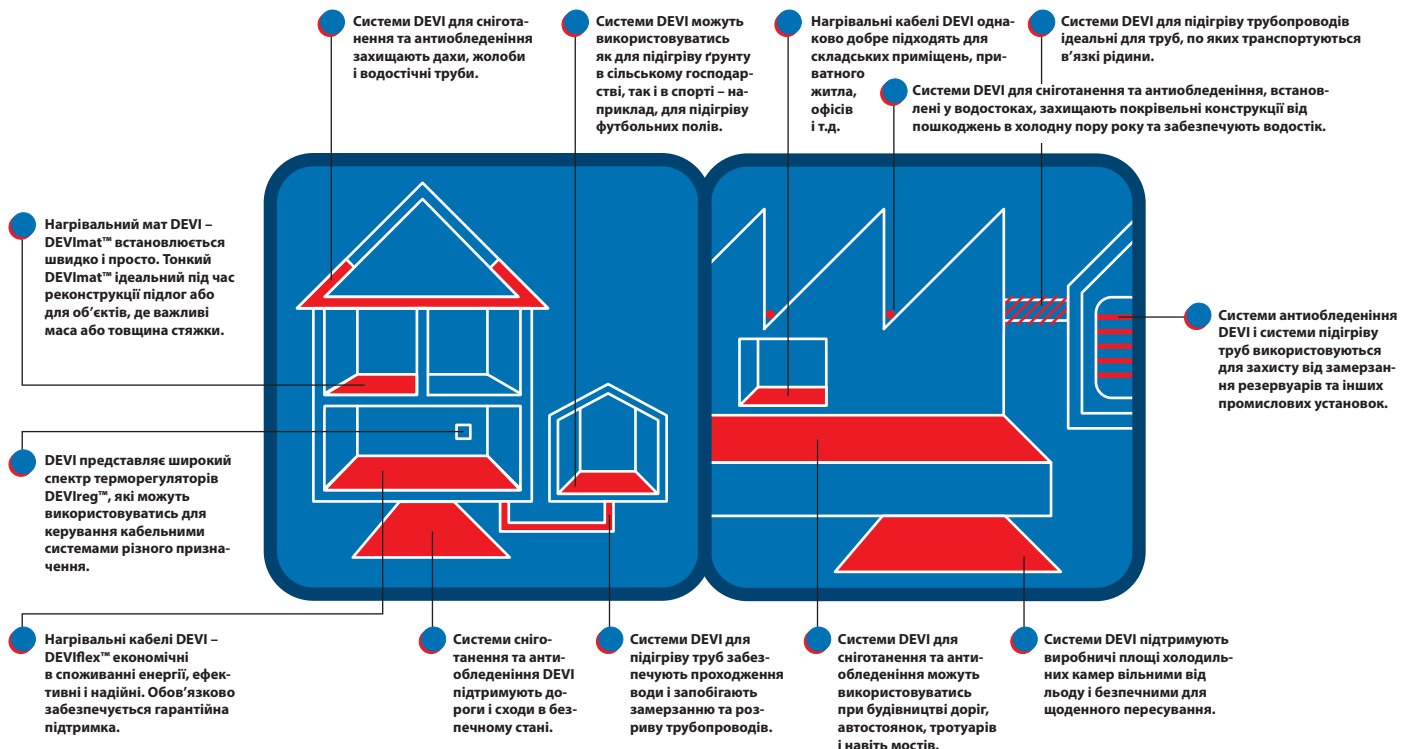 Системи DEVI для снігота-
нення та антиобледеніння
захищають дахи, жолоби
і водостічні труби.
Системи DEVI можуть
використовуватись
як для підігріву ґрунту
в сільському господар-
стві, так і в спорті – на-
приклад, для підігріву
футбольних полів.
Нагрівальні кабелі DEVI одна-
ково добре підходять для
складських приміщень, при-
ватного
житла,
офісів
і т.д.
Системи DEVI для підігріву трубопроводів
ідеальні для труб, по яких транспортуються
в’язкі рідини.
Системи DEVI для сніготанення та антиобледеніння, встанов-
лені у водостоках, захищають покрівельні конструкції від
пошкоджень в холодну пору року та забезпечують водостік.
Нагрівальний мат DEVI –
DEVImat™ встановлюється
швидко і просто. Тонкий
DEVImat™ ідеальний під час
реконструкції підлог або
для об’єктів, де важливі
маса або товщина стяжки.
Системи антиобледеніння
DEVI і системи підігріву
труб використовуються
для захисту від замерзан-
ня резервуарів та інших
промислових установок.
DEVI представляє широкий
спектр терморегуляторів
DEVIreg™, які можуть
використовуватись для
керування кабельними
системами різного призна-
чення.
Нагрівальні кабелі DEVI –
DEVIflex™ економічні
в споживанні енергії, ефек-
тивні і надійні. Обов’язково
забезпечується гарантійна
підтримка.
Системи сніго-
танення та анти-
обледеніння DEVI
підтримують до-
роги і сходи в без-
печному стані.
Системи DEVI для
підігріву труб забез-
печують проходження
води і запобігають
замерзанню та роз-
риву трубопроводів.
Системи DEVI для
сніготанення та анти-
обледеніння можуть
використовуватись
при будівництві доріг,
автостоянок, тротуарів
і навіть мостів.
Системи DEVI підтримують
виробничі площі холодиль-
них камер вільними від
льоду і безпечними для
щоденного пересування.